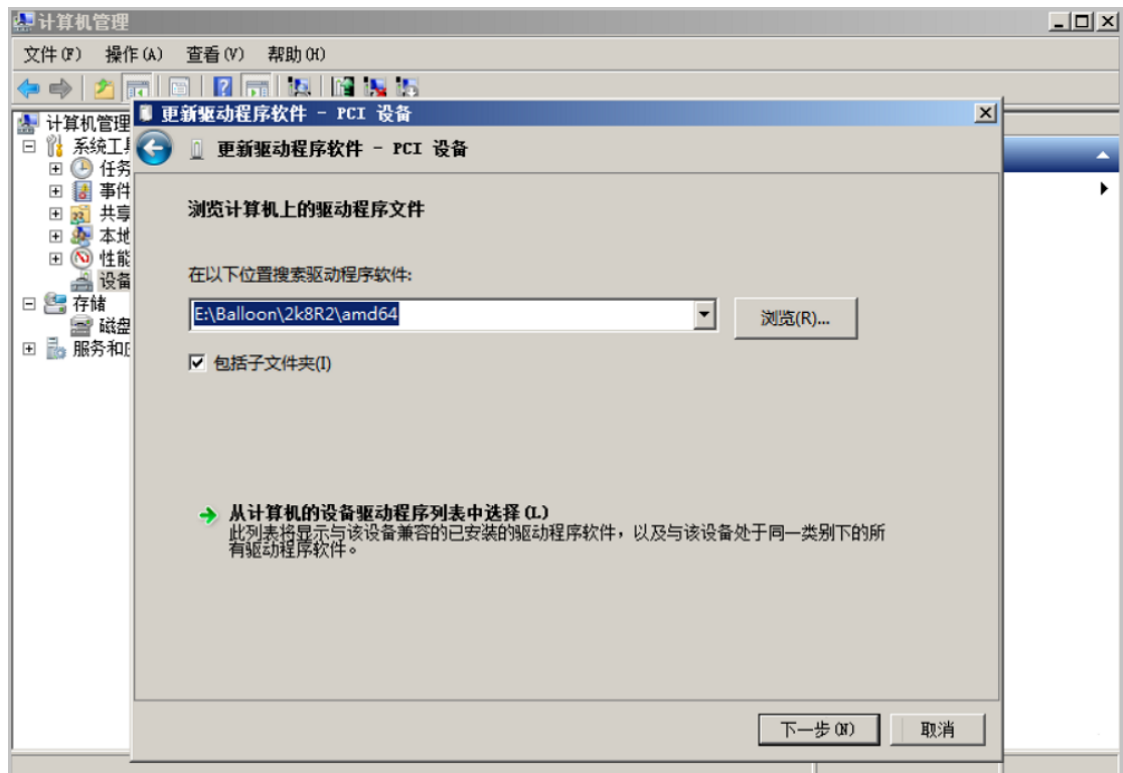 计算机管理
文件(F) 操作(A) 查看(V) 帮助(H)
计算机管理
系统工具
任务
事件
共享
本地
性能
设备
存储
磁盘
服务和应
更新驱动程序软件 - PCI 设备
更新驱动程序软件 - PCI 设备
浏览计算机上的驱动程序文件
在以下位置搜索驱动程序软件:
E:\Balloon\2k8R2\amd64
浏览(R)...
包括子文件夹(I)
从计算机的设备驱动程序列表中选择(L)
此列表将显示与该设备兼容的已安装的驱动程序软件，以及与该设备处于同一类别下的所
有驱动程序软件。
下一步(N) 取消